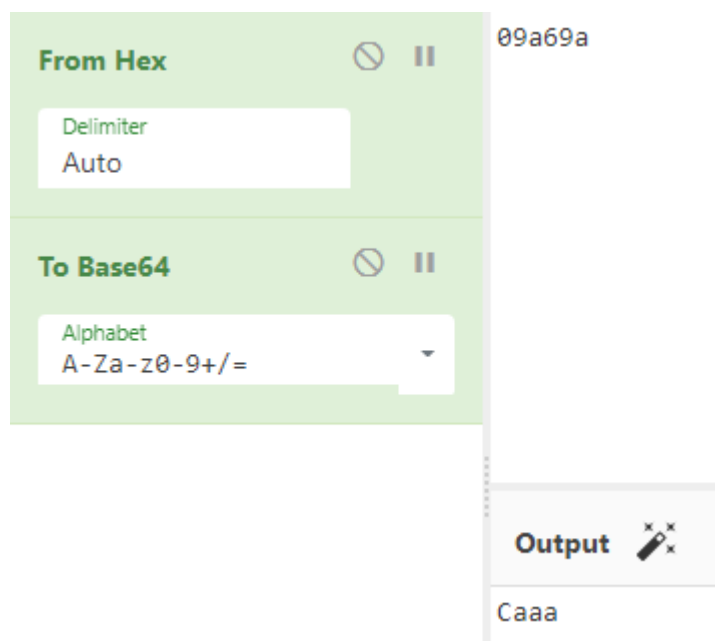 From Hex
Delimiter
Auto
To Base64
Alphabet
A-Za-z0-9+/=
09a69a
Output
Caaa